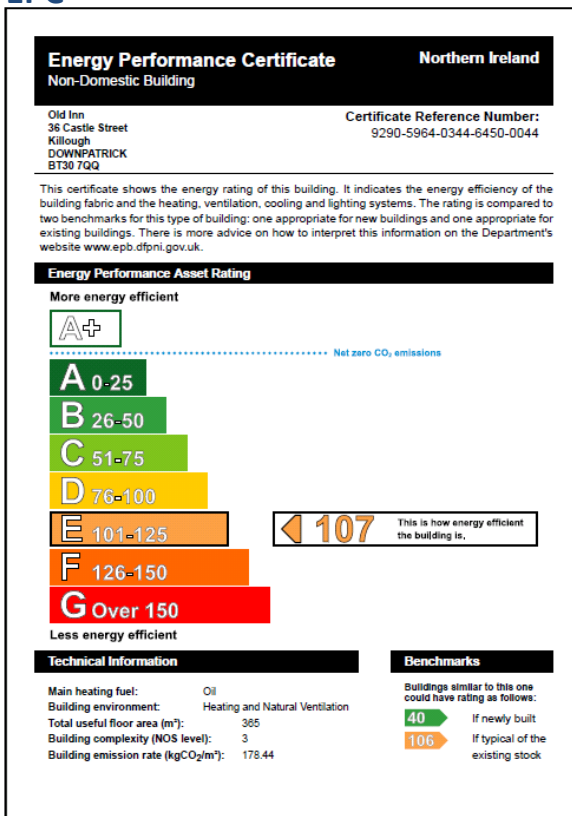 EPC
Energy Performance Certificate
Northern Ireland
Non-Domestic Building
Old Inn
36 Castle Street
Killough
DOWNPATRICK
BT30 7QQ
Certificate Reference Number:
9290-5964-0344-6450-0044
This certificate shows the energy rating of this building. It indicates the energy efficiency of the
building fabric and the heating, ventilation, cooling and lighting systems. The rating is compared to
two benchmarks for this type of building: one appropriate for new buildings and one appropriate for
existing buildings. There is more advice on how to interpret this information on the Department's
website www.epb.dfpni.gov.uk.
Energy Performance Asset Rating
More energy efficient
A+
Net zero CO₂ emissions
A 0-25
B 26-50
C 51-75
D 76-100
E 101-125
107
This is how energy efficient
the building is.
F 126-150
G Over 150
Less energy efficient
Technical Information
Main heating fuel: Oil
Building environment: Heating and Natural Ventilation
Total useful floor area (m²): 365
Building complexity (NOS level): 3
Building emission rate (kgCO₂/m²): 178.44
Benchmarks
Buildings similar to this one
could have rating as follows:
40 If newly built
106 If typical of the
existing stock